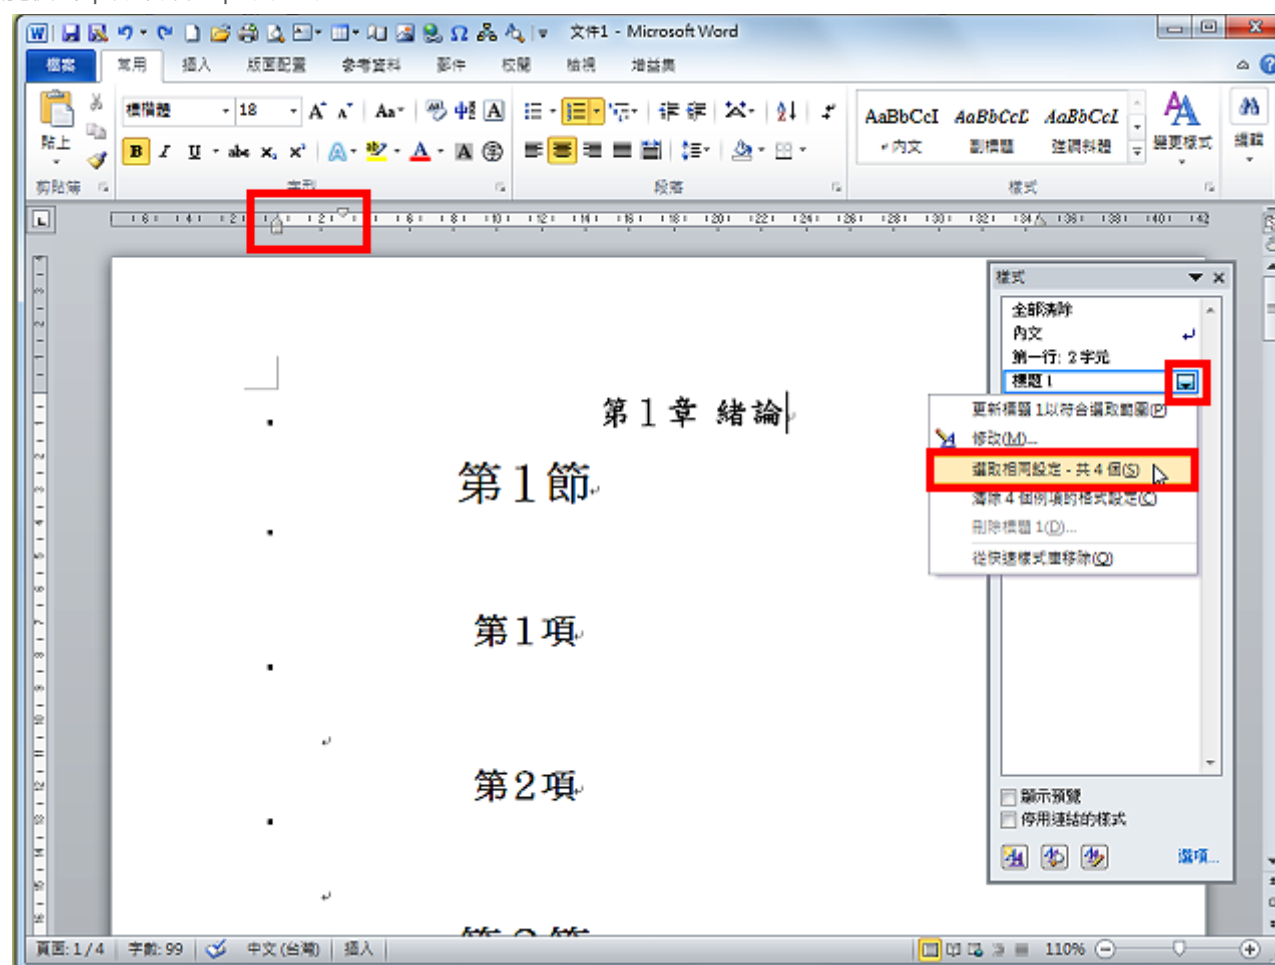 文件1 - Microsoft Word
檔案 常用 插入 版面配置 參考資料 郵件 校閱 檢視 增益集
標楷體 18
貼上
AaBbCcI AaBbCcD AaBbCcI
內文 副標題 強調斜體 變更樣式 編輯
剪貼簿 字型 段落 樣式
樣式
全部清除
內文
第一行: 2 字元
標題 1
更新標題 1以符合選取範圍(P)
修改(M)...
選取相同設定 - 共 4 個(S)
清除 4 個例項的格式設定(C)
刪除標題 1(D)...
從快速樣式庫移除(Q)
第1章 緒論
第1節
第1項
第2項
顯示預覽
停用連結的樣式
選項...
頁面: 1/4 字數: 99 中文(台灣) 插入 110%